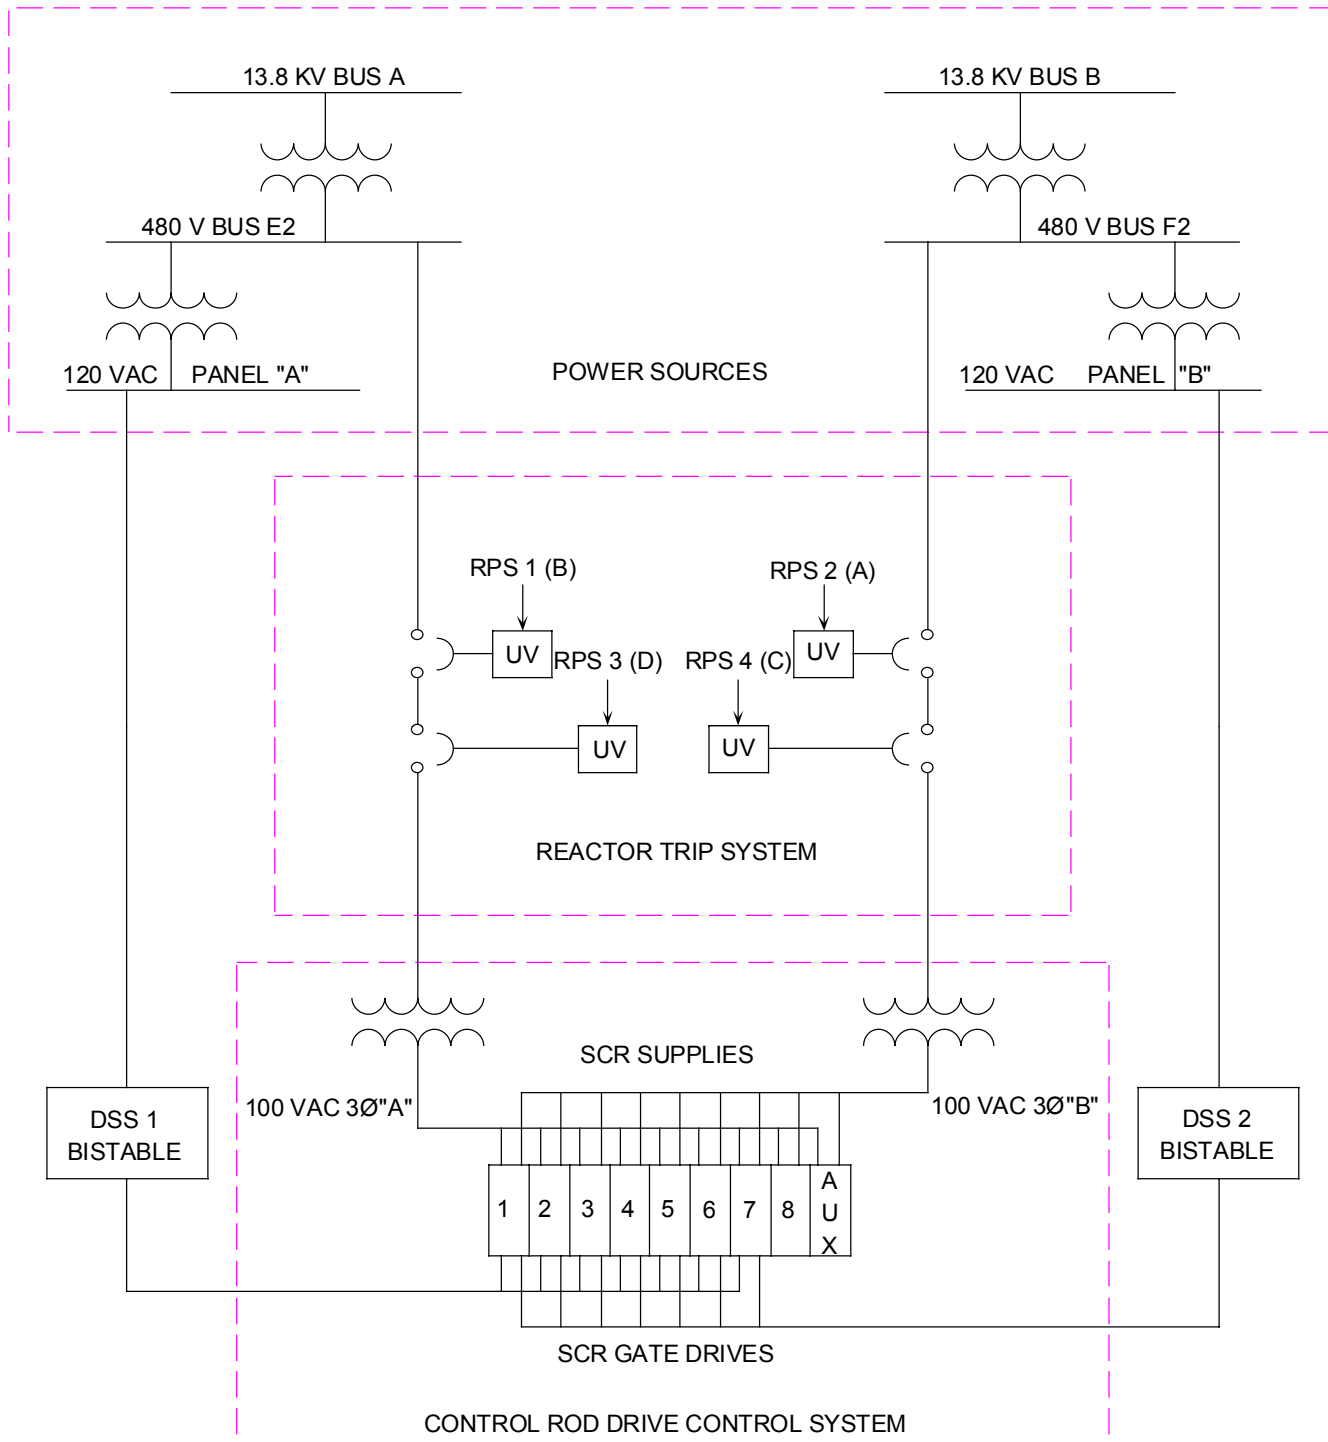 13.8 KV BUS A
13.8 KV BUS B
480 V BUS E2
480 V BUS F2
120 VAC PANEL "A"
120 VAC PANEL "B"
POWER SOURCES
RPS 1 (B)
RPS 2 (A)
UV
UV
RPS 3 (D)
RPS 4 (C)
UV
UV
REACTOR TRIP SYSTEM
SCR SUPPLIES
100 VAC 3Ø"A"
100 VAC 3Ø"B"
DSS 1
BISTABLE
DSS 2
BISTABLE
1 2 3 4 5 6 7 8
A
U
X
SCR GATE DRIVES
CONTROL ROD DRIVE CONTROL SYSTEM